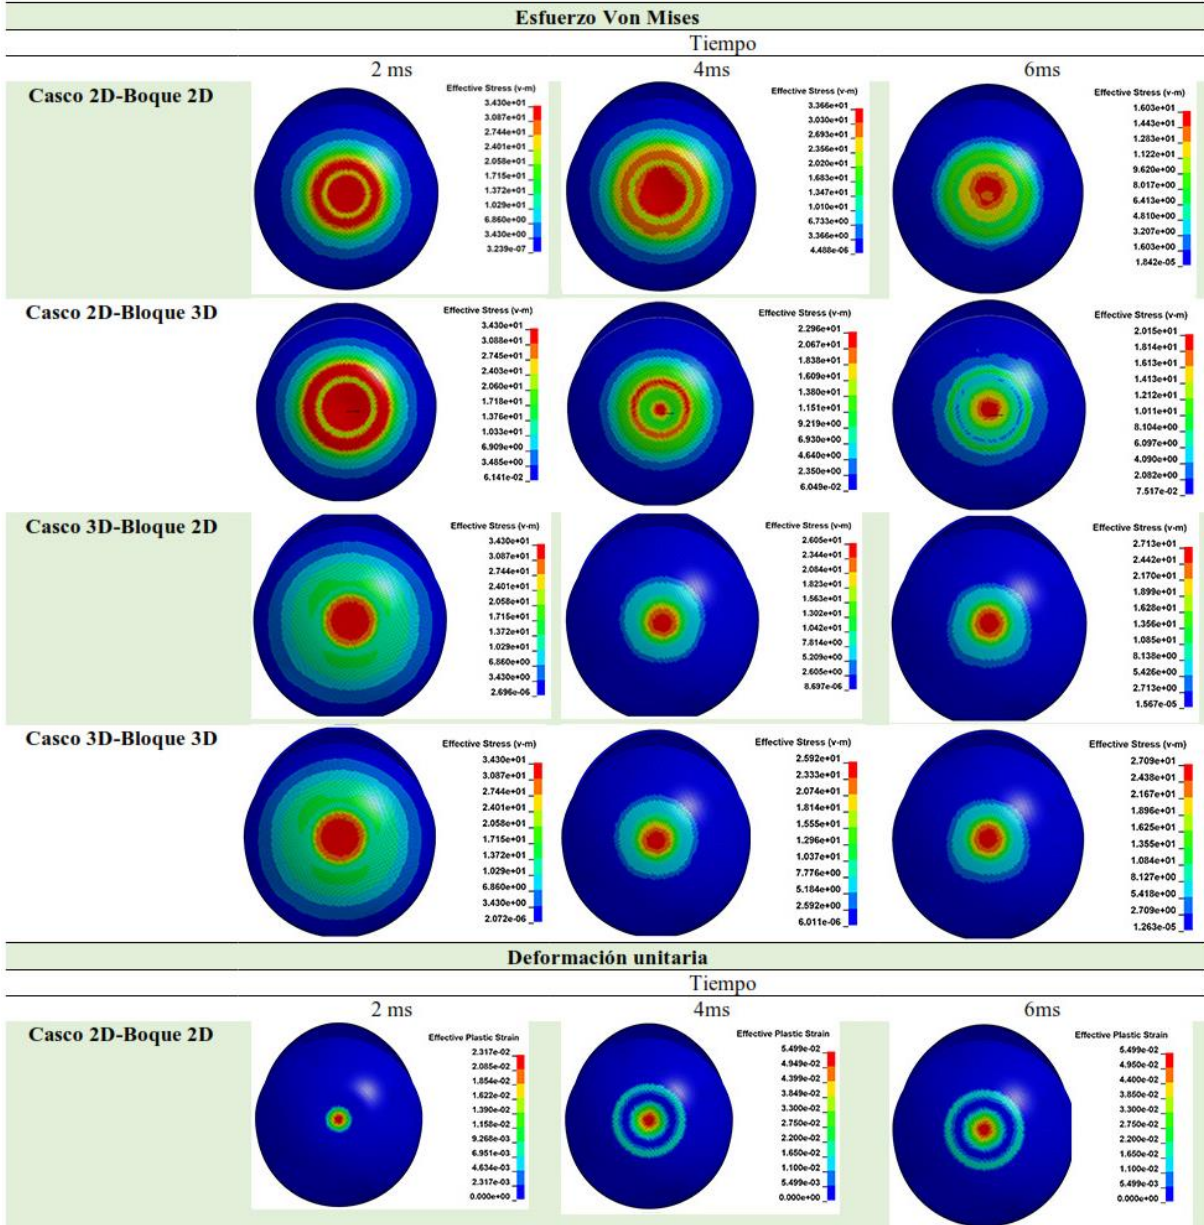 Esfuerzo Von Mises
Tiempo
2 ms 4ms 6ms
Casco 2D-Boque 2D
Effective Stress (v-m)
3.430e+01
3.087e+01
2.744e+01
2.401e+01
2.058e+01
1.715e+01
1.372e+01
1.029e+01
6.860e+00
3.430e+00
3.239e-07
Effective Stress (v-m)
3.366e+01
3.030e+01
2.693e+01
2.356e+01
2.020e+01
1.683e+01
1.347e+01
1.010e+01
6.733e+00
3.366e+00
4.488e-06
Effective Stress (v-m)
1.603e+01
1.443e+01
1.283e+01
1.122e+01
9.620e+00
8.017e+00
6.413e+00
4.810e+00
3.207e+00
1.603e+00
1.842e-05
Casco 2D-Bloque 3D
Effective Stress (v-m)
3.430e+01
3.088e+01
2.745e+01
2.403e+01
2.060e+01
1.718e+01
1.376e+01
1.033e+01
6.909e+00
3.485e+00
6.141e-02
Effective Stress (v-m)
2.296e+01
2.067e+01
1.838e+01
1.609e+01
1.380e+01
1.151e+01
9.219e+00
6.930e+00
4.640e+00
2.350e+00
6.049e-02
Effective Stress (v-m)
2.015e+01
1.814e+01
1.613e+01
1.413e+01
1.212e+01
1.011e+01
8.104e+00
6.097e+00
4.090e+00
2.082e+00
7.517e-02
Casco 3D-Bloque 2D
Effective Stress (v-m)
3.430e+01
3.087e+01
2.744e+01
2.401e+01
2.058e+01
1.715e+01
1.372e+01
1.029e+01
6.860e+00
3.430e+00
2.696e-06
Effective Stress (v-m)
2.605e+01
2.344e+01
2.084e+01
1.823e+01
1.563e+01
1.302e+01
1.042e+01
7.814e+00
5.209e+00
2.605e+00
8.697e-06
Effective Stress (v-m)
2.713e+01
2.442e+01
2.170e+01
1.899e+01
1.628e+01
1.356e+01
1.085e+01
8.138e+00
5.426e+00
2.713e+00
1.567e-05
Casco 3D-Bloque 3D
Effective Stress (v-m)
3.430e+01
3.087e+01
2.744e+01
2.401e+01
2.058e+01
1.715e+01
1.372e+01
1.029e+01
6.860e+00
3.430e+00
2.072e-06
Effective Stress (v-m)
2.592e+01
2.333e+01
2.074e+01
1.814e+01
1.555e+01
1.296e+01
1.037e+01
7.776e+00
5.184e+00
2.592e+00
6.011e-06
Effective Stress (v-m)
2.709e+01
2.438e+01
2.167e+01
1.896e+01
1.625e+01
1.355e+01
1.084e+01
8.127e+00
5.418e+00
2.709e+00
1.263e-05
Deformación unitaria
Tiempo
2 ms 4ms 6ms
Casco 2D-Boque 2D
Effective Plastic Strain
2.317e-02
2.085e-02
1.854e-02
1.622e-02
1.390e-02
1.158e-02
9.268e-03
6.951e-03
4.634e-03
2.317e-03
0.000e+00
Effective Plastic Strain
5.499e-02
4.949e-02
4.399e-02
3.849e-02
3.300e-02
2.750e-02
2.200e-02
1.650e-02
1.100e-02
5.499e-03
0.000e+00
Effective Plastic Strain
5.499e-02
4.950e-02
4.400e-02
3.850e-02
3.300e-02
2.750e-02
2.200e-02
1.650e-02
1.100e-02
5.499e-03
0.000e+00